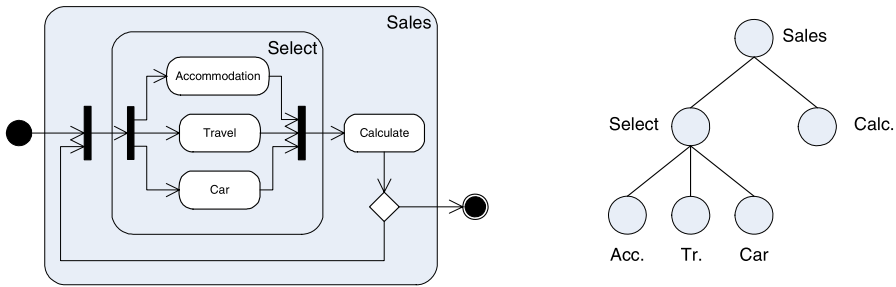 Sales
Select
Accommodation
Travel
Calculate
Car
Sales
Select
Calc.
Acc.
Tr.
Car